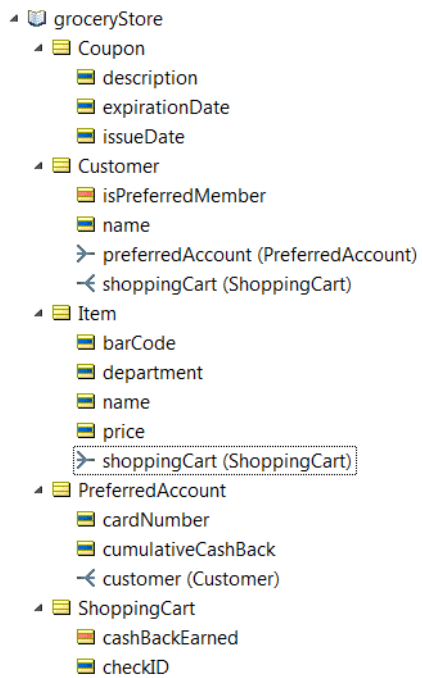 groceryStore
Coupon
description
expirationDate
issueDate
Customer
isPreferredMember
name
preferredAccount (PreferredAccount)
shoppingCart (ShoppingCart)
Item
barCode
department
name
price
shoppingCart (ShoppingCart)
PreferredAccount
cardNumber
cumulativeCashBack
customer (Customer)
ShoppingCart
cashBackEarned
checkID